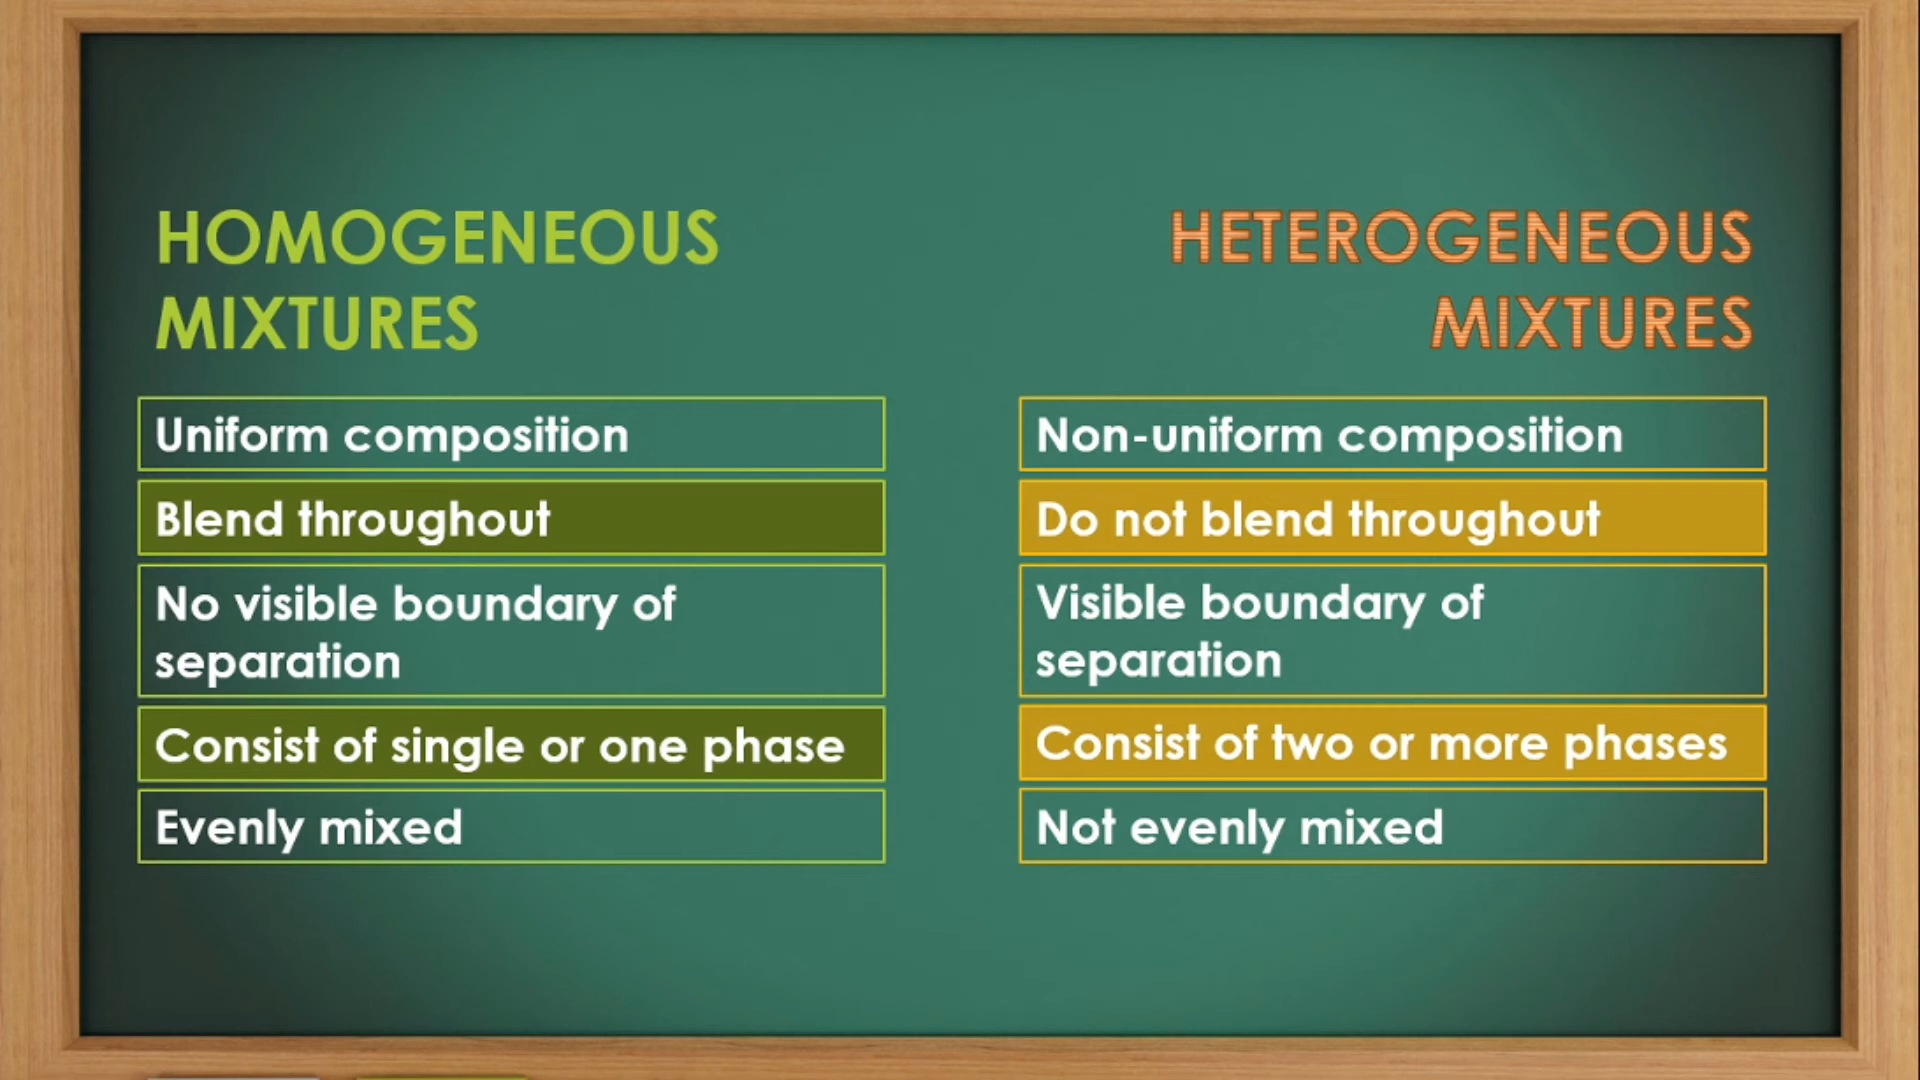 HOMOGENEOUS
MIXTURES
Uniform composition
Blend throughout
No visible boundary of
separation
Consist of single or one phase
Evenly mixed
HETEROGENEOUS
MIXTURES
Non-uniform composition
Do not blend throughout
Visible boundary of
separation
Consist of two or more phases
Not evenly mixed